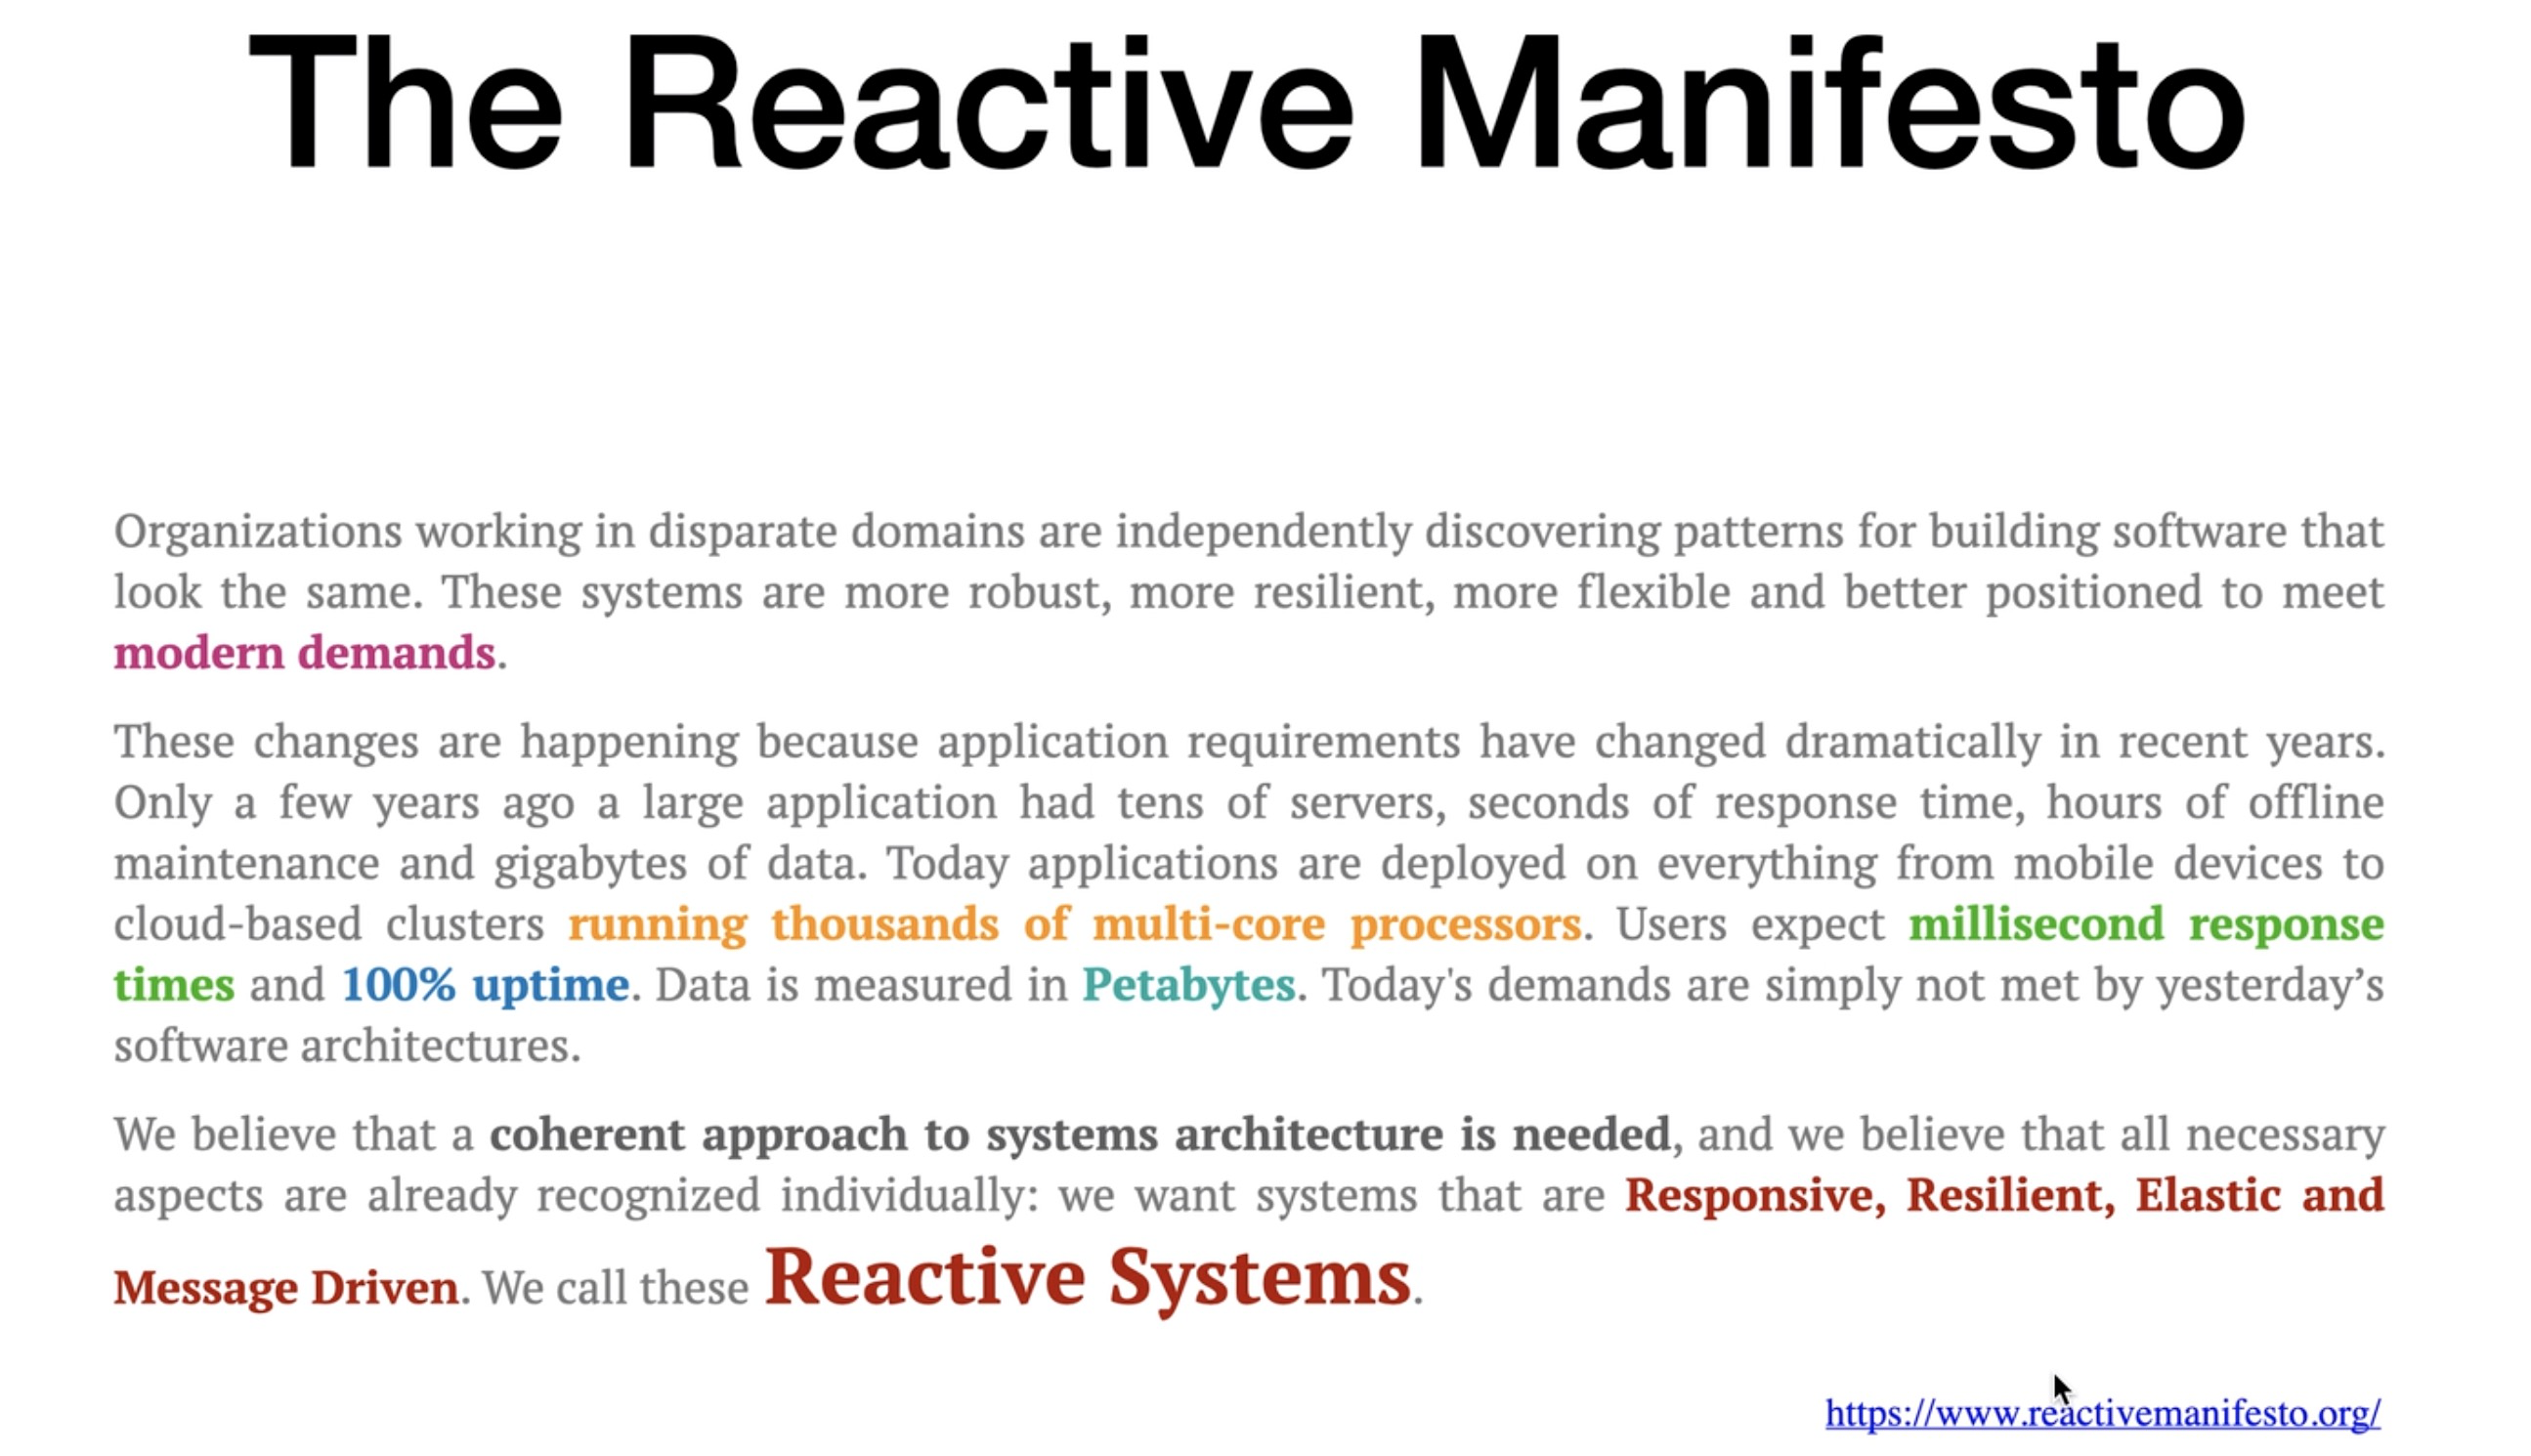 The Reactive Manifesto
Organizations working in disparate domains are independently discovering patterns for building software that
look the same. These systems are more robust, more resilient, more flexible and better positioned to meet
modern demands.
These changes are happening because application requirements have changed dramatically in recent years.
Only a few years ago a large application had tens of servers, seconds of response time, hours of offline
maintenance and gigabytes of data. Today applications are deployed on everything from mobile devices to
cloud-based clusters running thousands of multi-core processors. Users expect millisecond response
times and 100% uptime. Data is measured in Petabytes. Today's demands are simply not met by yesterday’s
software architectures.
We believe that a coherent approach to systems architecture is needed, and we believe that all necessary
aspects are already recognized individually: we want systems that are Responsive, Resilient, Elastic and
Message Driven. We call these Reactive Systems.
https://www.reactivemanifesto.org/